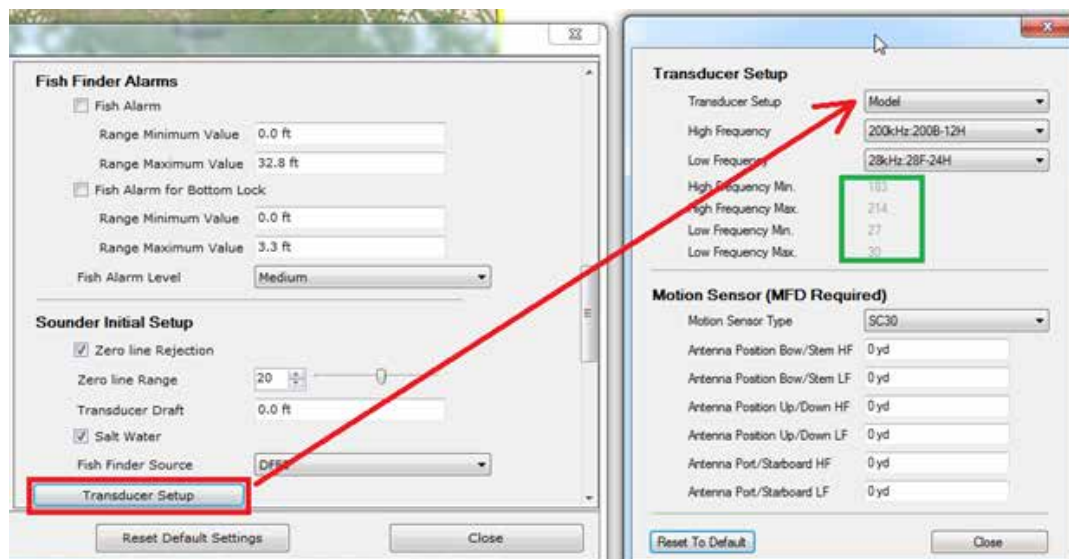 Fish Finder Alarms
Fish Alarm
Range Minimum Value 0.0 ft
Range Maximum Value 32.8 ft
Fish Alarm for Bottom Lock
Range Minimum Value 0.0 ft
Range Maximum Value 3.3 ft
Fish Alarm Level Medium
Sounder Initial Setup
Zero line Rejection
Zero line Range 20
Transducer Draft 0.0 ft
Salt Water
Fish Finder Source
Transducer Setup
Reset Default Settings Close
Transducer Setup
Transducer Setup Model
High Frequency 200kHz:200B-12H
Low Frequency 28kHz:28F-24H
High Frequency Min. 183
High Frequency Max. 214
Low Frequency Min. 27
Low Frequency Max. 30
Motion Sensor (MFD Required)
Motion Sensor Type SC30
Antenna Position Bow/Stern HF 0 yd
Antenna Position Bow/Stern LF 0 yd
Antenna Position Up/Down HF 0 yd
Antenna Position Up/Down LF 0 yd
Antenna Port/Starboard HF 0 yd
Antenna Port/Starboard LF 0 yd
Reset To Default Close